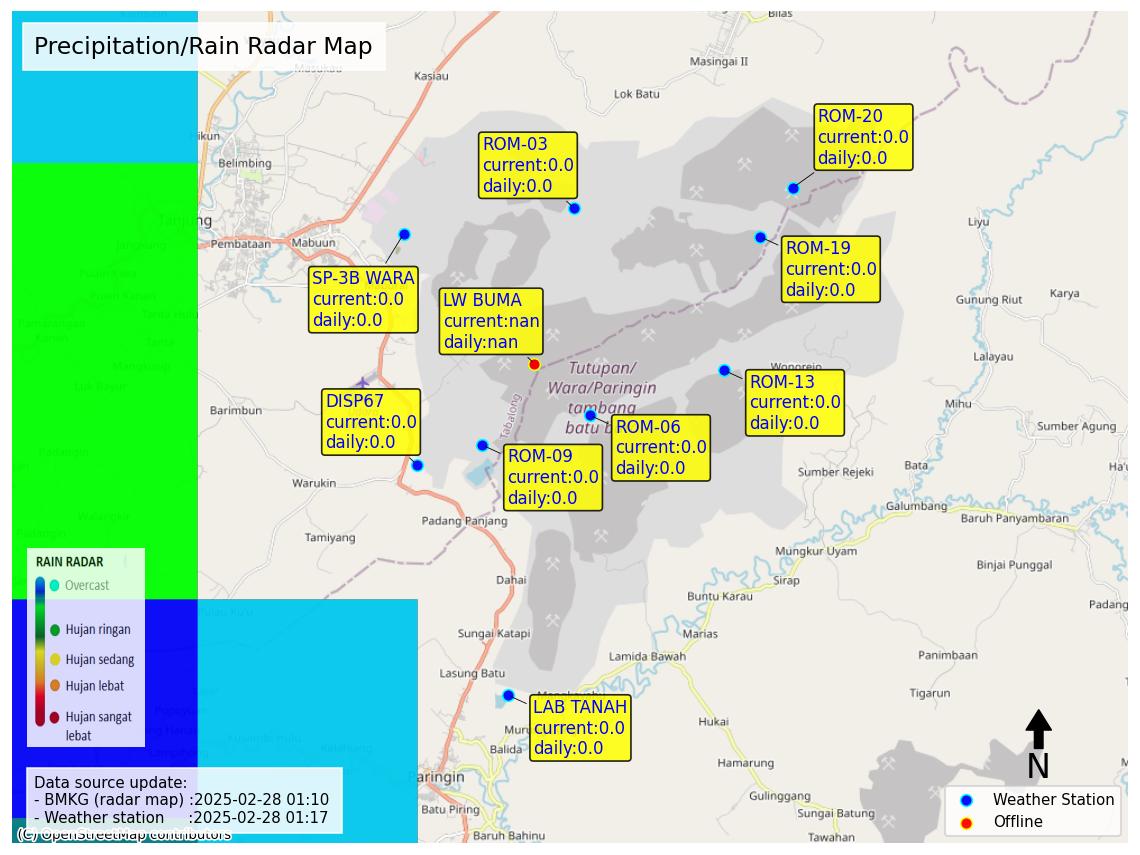 Precipitation/Rain Radar Map
Bilas
Masingai II
Kasiau
Lok Batu
Hikun
Belimbing
Tanjung
Pembataan
Mabuun
Liyu
Gunung Riut
Karya
Lalayau
Mihu
Sumber Agung
Bata
Sumber Rejeki
Galumbang
Baruh Panyambaran
Mungkur Uyam
Binjai Punggal
Sirap
Buntu Karau
Padang
Marias
Panimbaan
Lamida Bawah
Tigarun
Hukai
Hamarung
Gulinggang
Sungai Batung
Tawahan
Barimbun
Warukin
Tamiyang
Padang Panjang
Dahai
Sungai Katapi
Lasung Batu
Balida
Paringin
Batu Piring
Baruh Bahinu
Wonorejo
Tabalong
Tutupan/
Wara/Paringin
tambang
batu b
ROM-03
current:0.0
daily:0.0
ROM-20
current:0.0
daily:0.0
SP-3B WARA
current:0.0
daily:0.0
ROM-19
current:0.0
daily:0.0
LW BUMA
current:nan
daily:nan
DISP67
current:0.0
daily:0.0
ROM-13
current:0.0
daily:0.0
ROM-06
current:0.0
daily:0.0
ROM-09
current:0.0
daily:0.0
LAB TANAH
current:0.0
daily:0.0
RAIN RADAR
Overcast
Hujan ringan
Hujan sedang
Hujan lebat
Hujan sangat
lebat
Data source update:
- BMKG (radar map) :2025-02-28 01:10
- Weather station :2025-02-28 01:17
(C) OpenStreetMap contributors
N
Weather Station
Offline